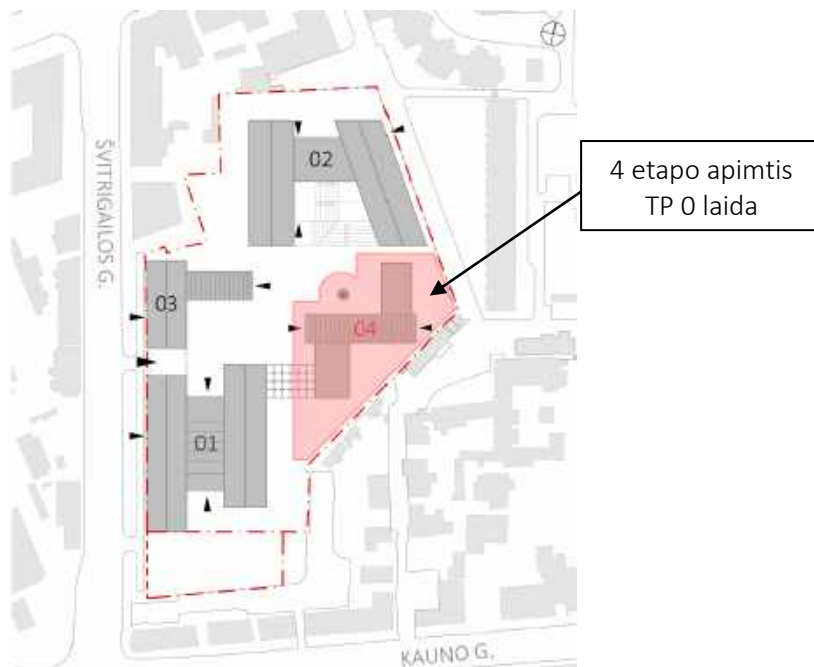 02
4 etapo apimtis
TP 0 laida
ŠVITRIGAILOS G.
03
04
01
KAUNO G.